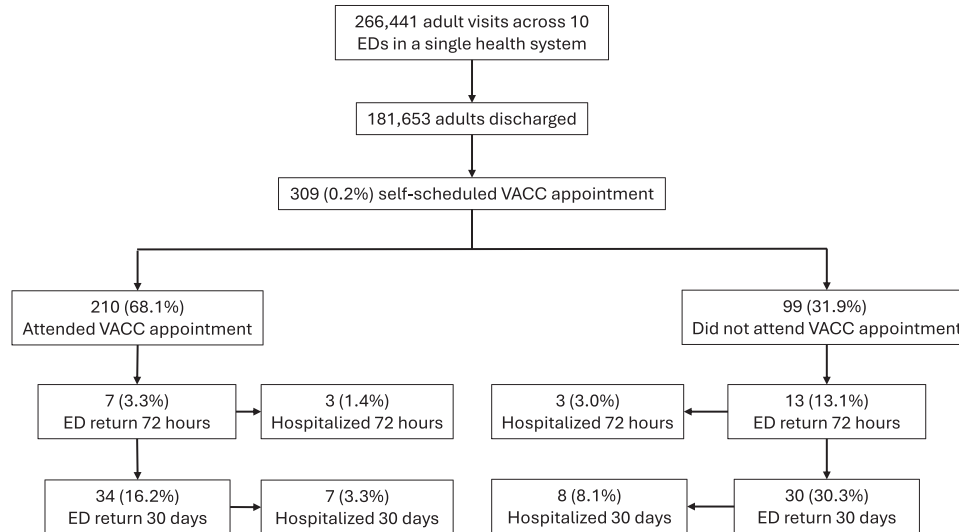 266,441 adult visits across 10
EDs in a single health system
181,653 adults discharged
309 (0.2%) self-scheduled VACC appointment
210 (68.1%)
Attended VACC appointment
99 (31.9%)
Did not attend VACC appointment
7 (3.3%)
ED return 72 hours
3 (1.4%)
Hospitalized 72 hours
3 (3.0%)
Hospitalized 72 hours
13 (13.1%)
ED return 72 hours
34 (16.2%)
ED return 30 days
7 (3.3%)
Hospitalized 30 days
8 (8.1%)
Hospitalized 30 days
30 (30.3%)
ED return 30 days